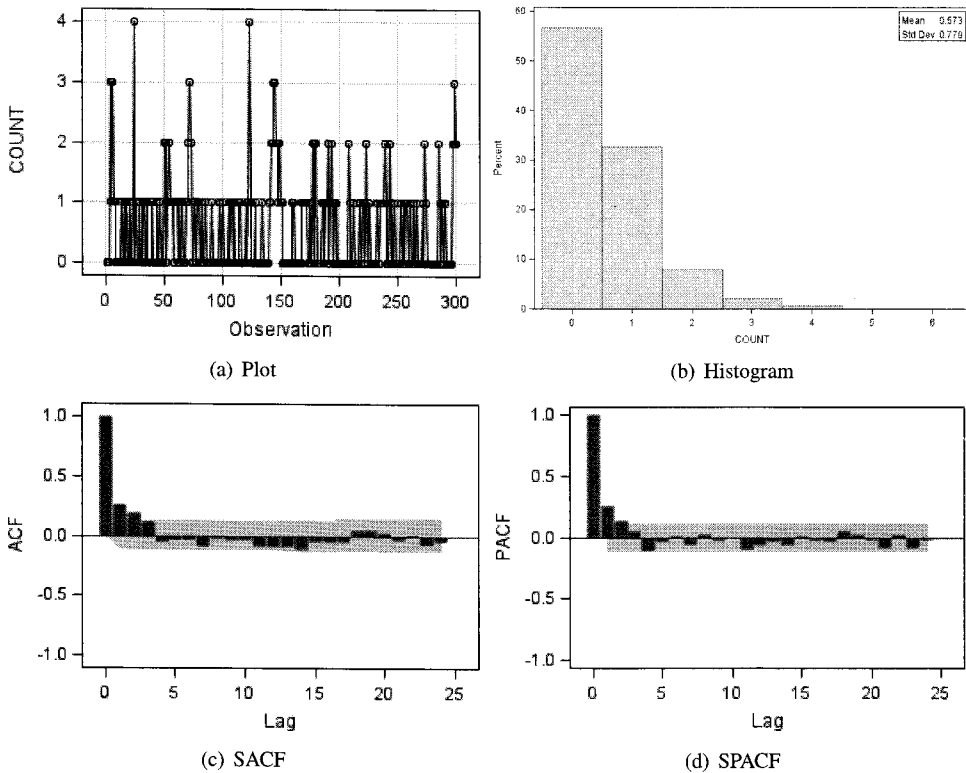 COUNT
4
3
2
1
0
0 50 100 150 200 250 300
Observation
(a) Plot
Percent
60
50
40
30
20
10
0
Mean 0.573
Std Dev 0.778
0 1 2 3 4 5 6
COUNT
(b) Histogram
ACF
1.0
0.5
0.0
-0.5
-1.0
0 5 10 15 20 25
Lag
(c) SACF
PACF
1.0
0.5
0.0
-0.5
-1.0
0 5 10 15 20 25
Lag
(d) SPACF